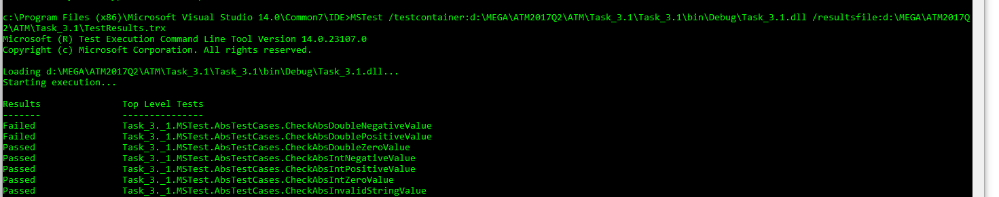 c:\Program Files (x86)\Microsoft Visual Studio 14.0\Common7\IDE>MSTest /testcontainer:d:\MEGA\ATM2017Q2\ATM\Task_3.1\Task_3.1\bin\Debug\Task_3.1.dll /resultsfile:d:\MEGA\ATM2017Q
2\ATM\Task_3.1\TestResults.trx
Microsoft (R) Test Execution Command Line Tool Version 14.0.23107.0
Copyright (c) Microsoft Corporation. All rights reserved.

Loading d:\MEGA\ATM2017Q2\ATM\Task_3.1\Task_3.1\bin\Debug\Task_3.1.dll...
Starting execution...

Results               Top Level Tests
-------               ---------------
Failed                Task_3._1.MSTest.AbsTestCases.CheckAbsDoubleNegativeValue
Failed                Task_3._1.MSTest.AbsTestCases.CheckAbsDoublePositiveValue
Passed                Task_3._1.MSTest.AbsTestCases.CheckAbsDoubleZeroValue
Passed                Task_3._1.MSTest.AbsTestCases.CheckAbsIntNegativeValue
Passed                Task_3._1.MSTest.AbsTestCases.CheckAbsIntPositiveValue
Passed                Task_3._1.MSTest.AbsTestCases.CheckAbsIntZeroValue
Passed                Task_3._1.MSTest.AbsTestCases.CheckAbsInvalidStringValue